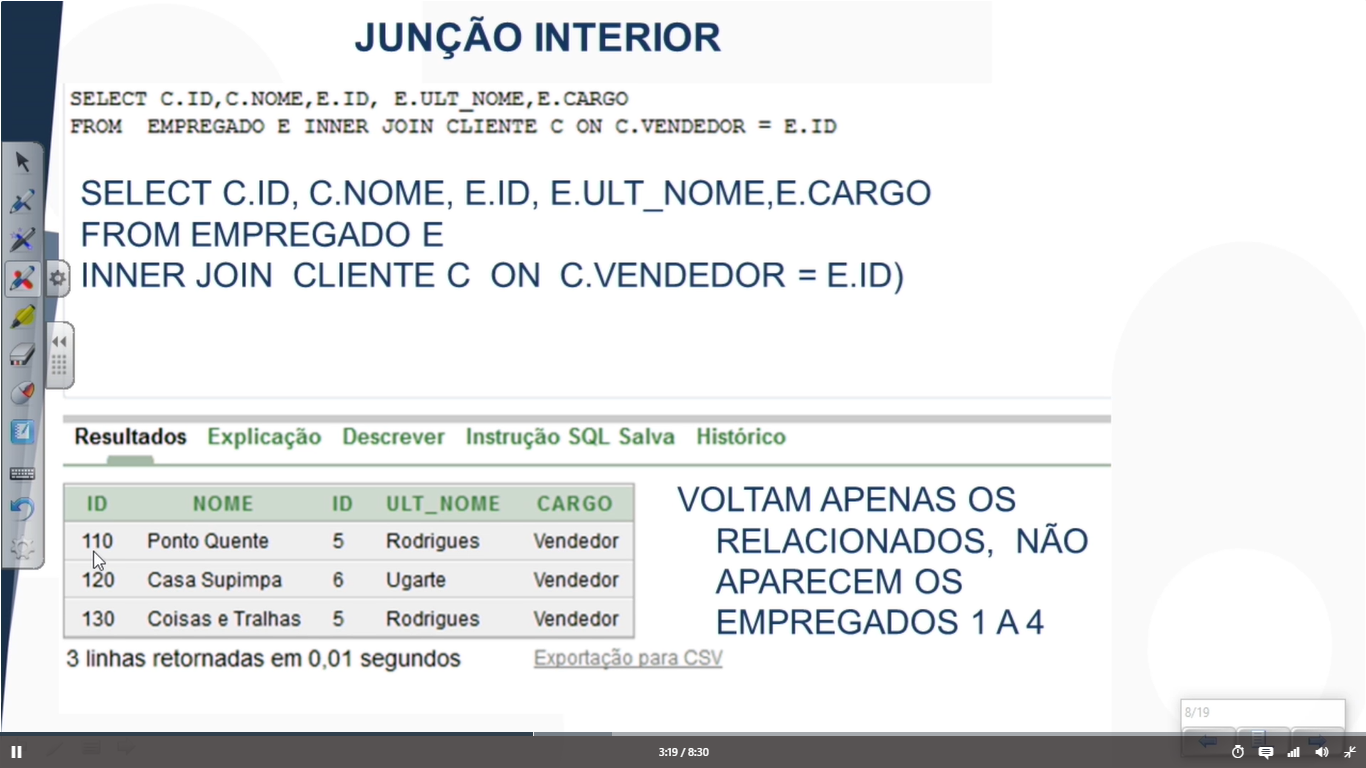 JUNÇÃO INTERIOR
SELECT C.ID,C.NOME,E.ID, E.ULT_NOME,E.CARGO
FROM EMPREGADO E INNER JOIN CLIENTE C ON C.VENDEDOR = E.ID
SELECT C.ID, C.NOME, E.ID, E.ULT_NOME,E.CARGO
FROM EMPREGADO E
INNER JOIN CLIENTE C ON C.VENDEDOR = E.ID)
Resultados Explicação Descrever Instrução SQL Salva Histórico
ID NOME ID ULT_NOME CARGO
110 Ponto Quente 5 Rodrigues Vendedor
120 Casa Supimpa 6 Ugarte Vendedor
130 Coisas e Tralhas 5 Rodrigues Vendedor
3 linhas retornadas em 0,01 segundos Exportação para CSV
VOLTAM APENAS OS
RELACIONADOS, NÃO
APARECEM OS
EMPREGADOS 1 A 4
8/19
3:19 / 8:30